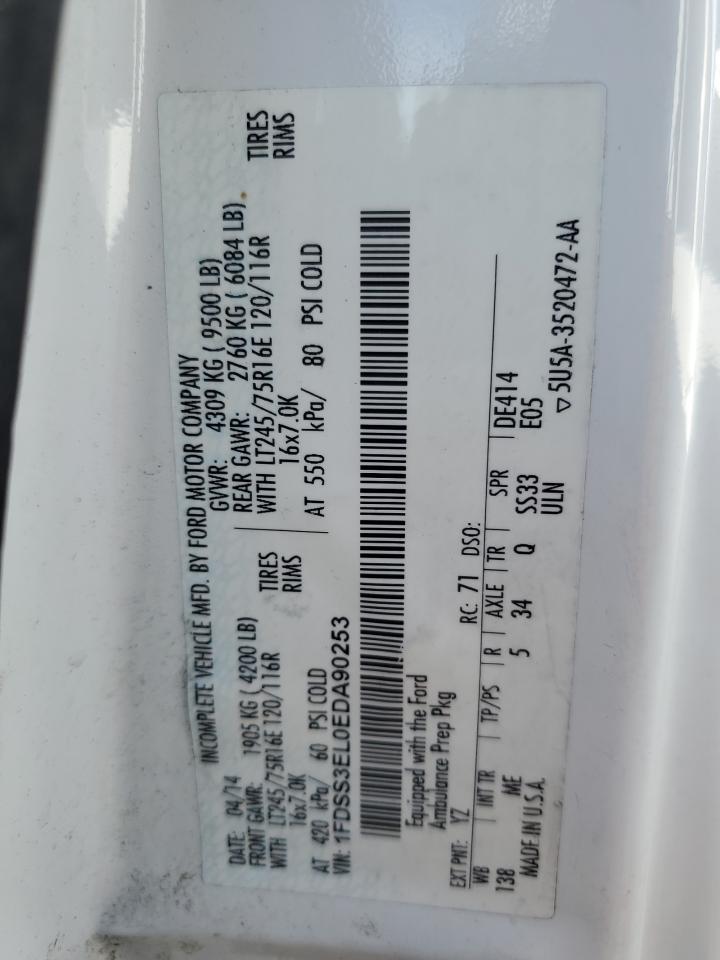 INCOMPLETE VEHICLE MFD. BY FORD MOTOR COMPANY
DATE: 04/14 GVWR: 4309 KG ( 9500 LB)
FRONT GAWR: 1905 KG ( 4200 LB) REAR GAWR: 2760 KG ( 6084 LB)
WITH LT245/75R16E 120/116R TIRES WITH LT245/75R16E 120/116R TIRES
16x7.0K RIMS 16x7.0K RIMS
AT 420 kPa/ 60 PSI COLD AT 550 kPa/ 80 PSI COLD
VIN: 1FDSS3EL0EDA90253
Equipped with the Ford
Ambulance Prep Pkg
EXT PNT: YZ RC: 71 DSO:
WB | INT TR | TP/PS | R | AXLE | TR | SPR DE414
138 ME 5 34 Q SS33 E05
MADE IN U.S.A. ULN ▽5U5A-3520472-AA